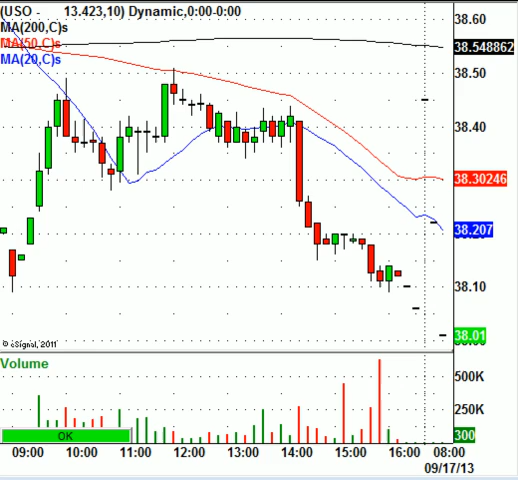 (USO - 13.423,10) Dynamic,0:00-0:00
MA(200,C)s
MA(50,C)s
MA(20,C)s
38.60
38.548862
38.50
38.40
38.30246
38.207
38.10
38.01
© eSignal, 2011
Volume
500K
250K
300
OK
09:00 10:00 11:00 12:00 13:00 14:00 15:00 16:00 08:00
09/17/13